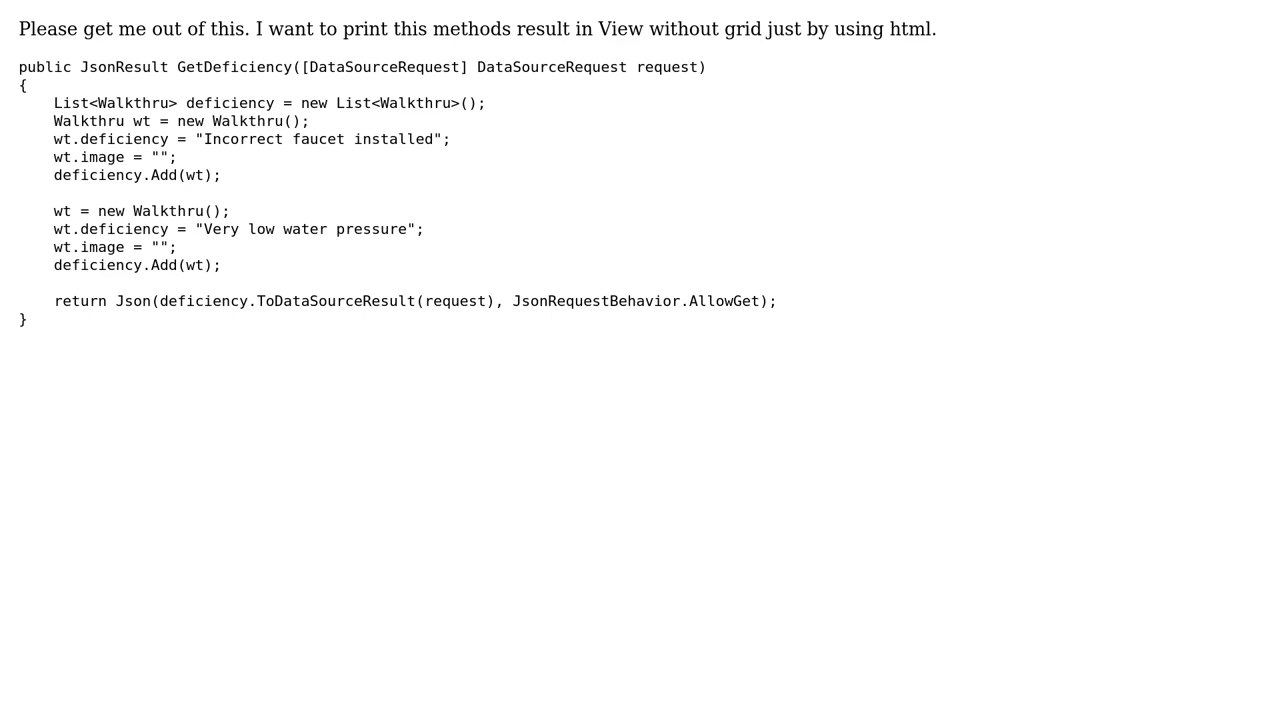 Please get me out of this. I want to print this methods result in View without grid just by using html.
public JsonResult GetDeficiency([DataSourceRequest] DataSourceRequest request)
{
    List<Walkthru> deficiency = new List<Walkthru>();
    Walkthru wt = new Walkthru();
    wt.deficiency = "Incorrect faucet installed";
    wt.image = "";
    deficiency.Add(wt);

    wt = new Walkthru();
    wt.deficiency = "Very low water pressure";
    wt.image = "";
    deficiency.Add(wt);

    return Json(deficiency.ToDataSourceResult(request), JsonRequestBehavior.AllowGet);
}